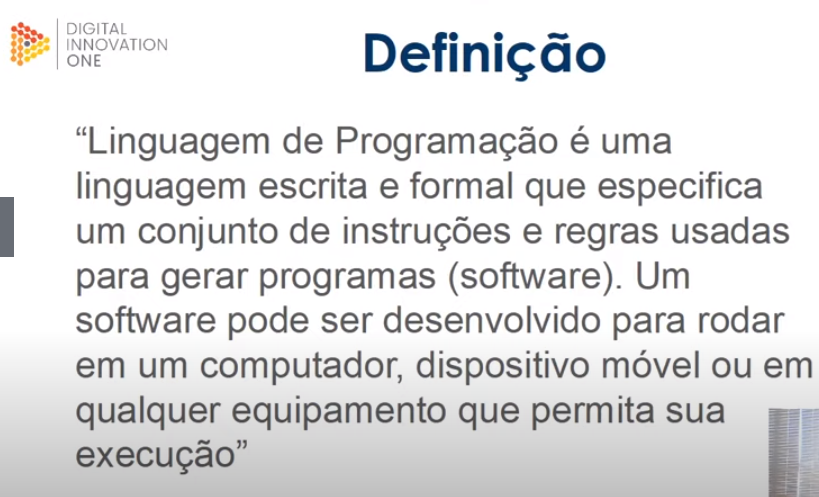 DIGITAL
INNOVATION
ONE
Definição
“Linguagem de Programação é uma
linguagem escrita e formal que especifica
um conjunto de instruções e regras usadas
para gerar programas (software). Um
software pode ser desenvolvido para rodar
em um computador, dispositivo móvel ou em
qualquer equipamento que permita sua
execução”